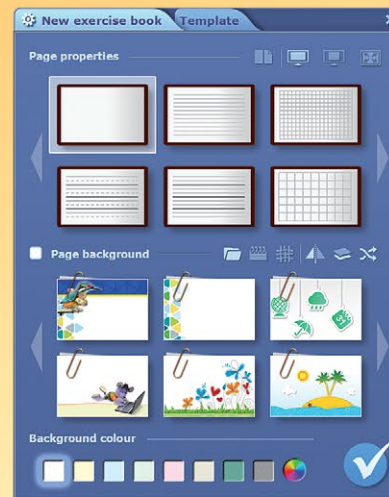 New exercise book Template
Page properties
Page background
Background colour